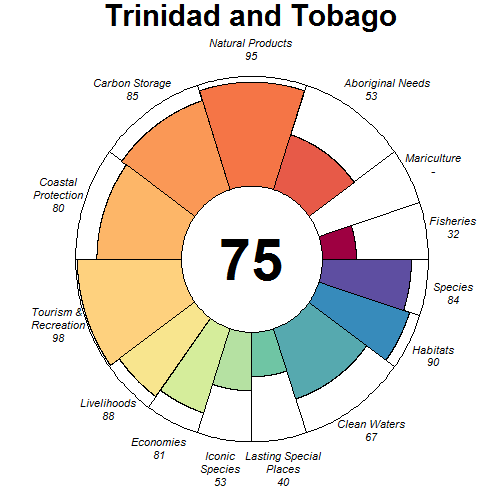 Trinidad and Tobago
Natural Products
95
Carbon Storage
85
Aboriginal Needs
53
Mariculture
-
Coastal
Protection
80
Fisheries
32
75
Species
84
Tourism &
Recreation
98
Habitats
90
Livelihoods
88
Clean Waters
67
Economies
81
Iconic
Species
53
Lasting Special
Places
40